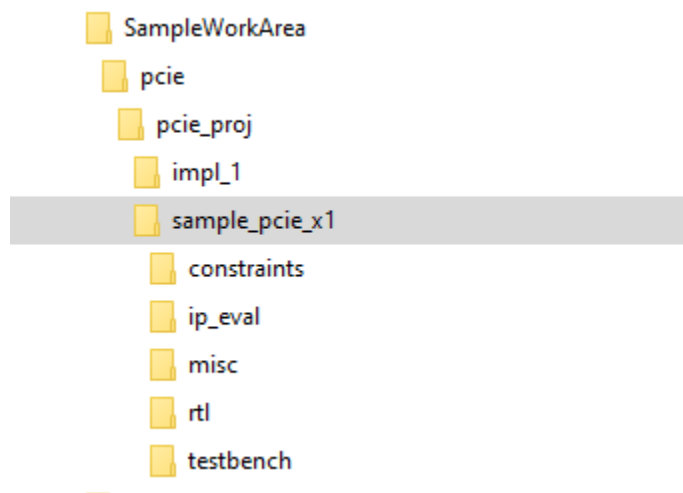 SampleWorkArea
pcie
pcie_proj
impl_1
sample_pcie_x1
constraints
ip_eval
misc
rtl
testbench